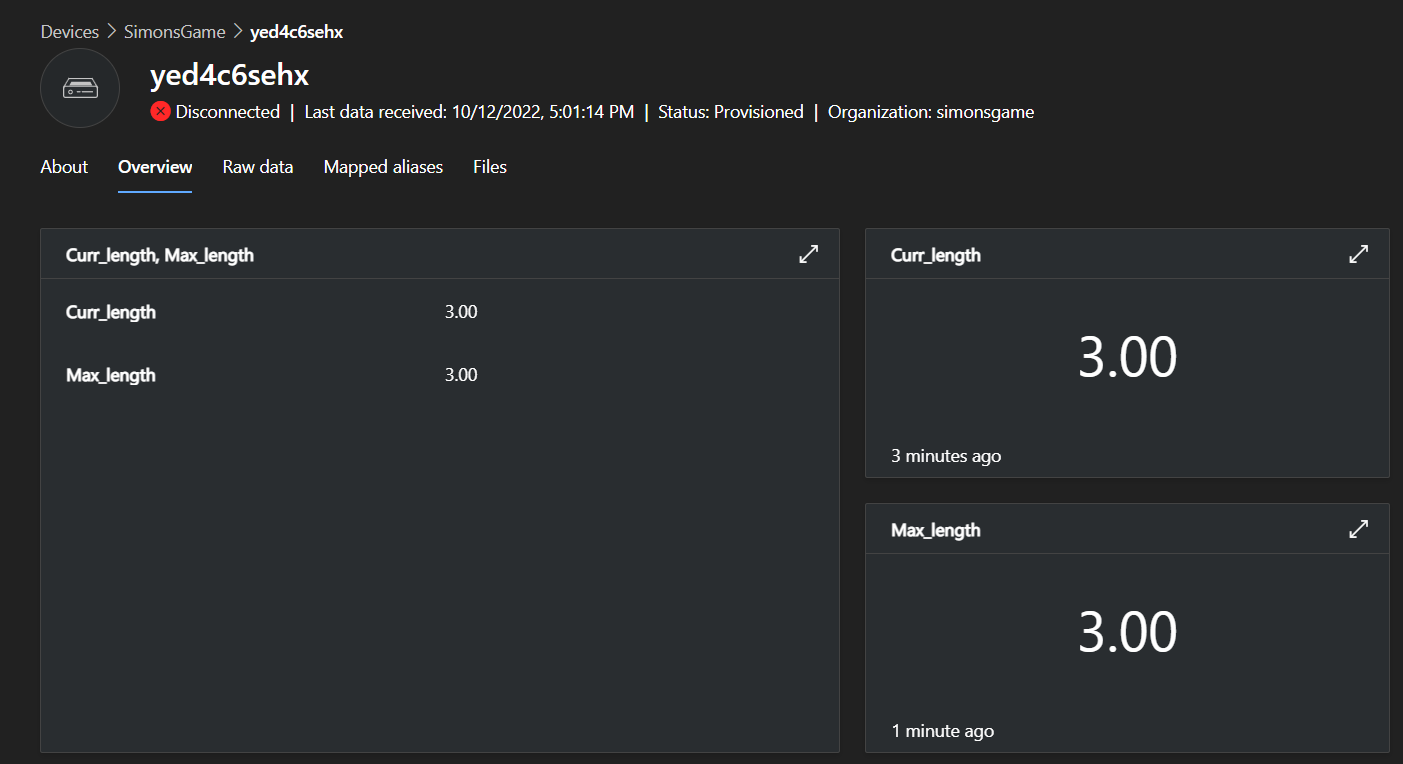 Devices > SimonsGame > yed4c6sehx
yed4c6sehx
Disconnected | Last data received: 10/12/2022, 5:01:14 PM | Status: Provisioned | Organization: simonsgame
About Overview Raw data Mapped aliases Files
Curr_length, Max_length
Curr_length 3.00
Max_length 3.00
Curr_length
3.00
3 minutes ago
Max_length
3.00
1 minute ago